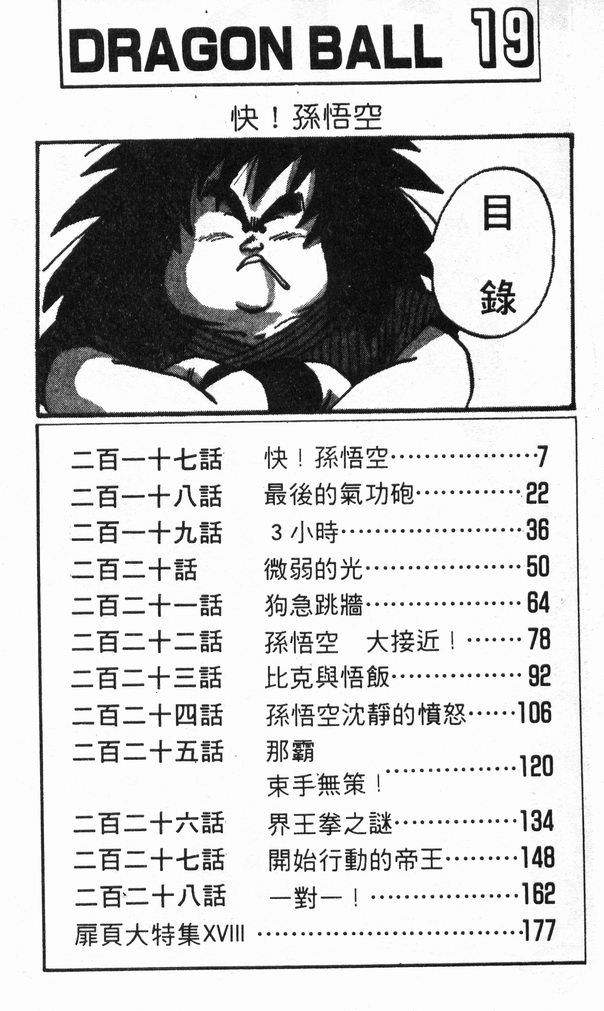 DRAGON BALL 19
快！孫悟空
目錄
二百一十七話 快！孫悟空………………7
二百一十八話 最後的氣功砲…………22
二百一十九話 3小時…………………36
二百二十話 微弱的光………………50
二百二十一話 狗急跳牆………………64
二百二十二話 孫悟空 大接近！……78
二百二十三話 比克與悟飯……………92
二百二十四話 孫悟空沈靜的憤怒……106
二百二十五話 那霸
束手無策！……………120
二百二十六話 界王拳之謎……………134
二百二十七話 開始行動的帝王………148
二百二十八話 一對一！………………162
扉頁大特集XVIII……………………………177